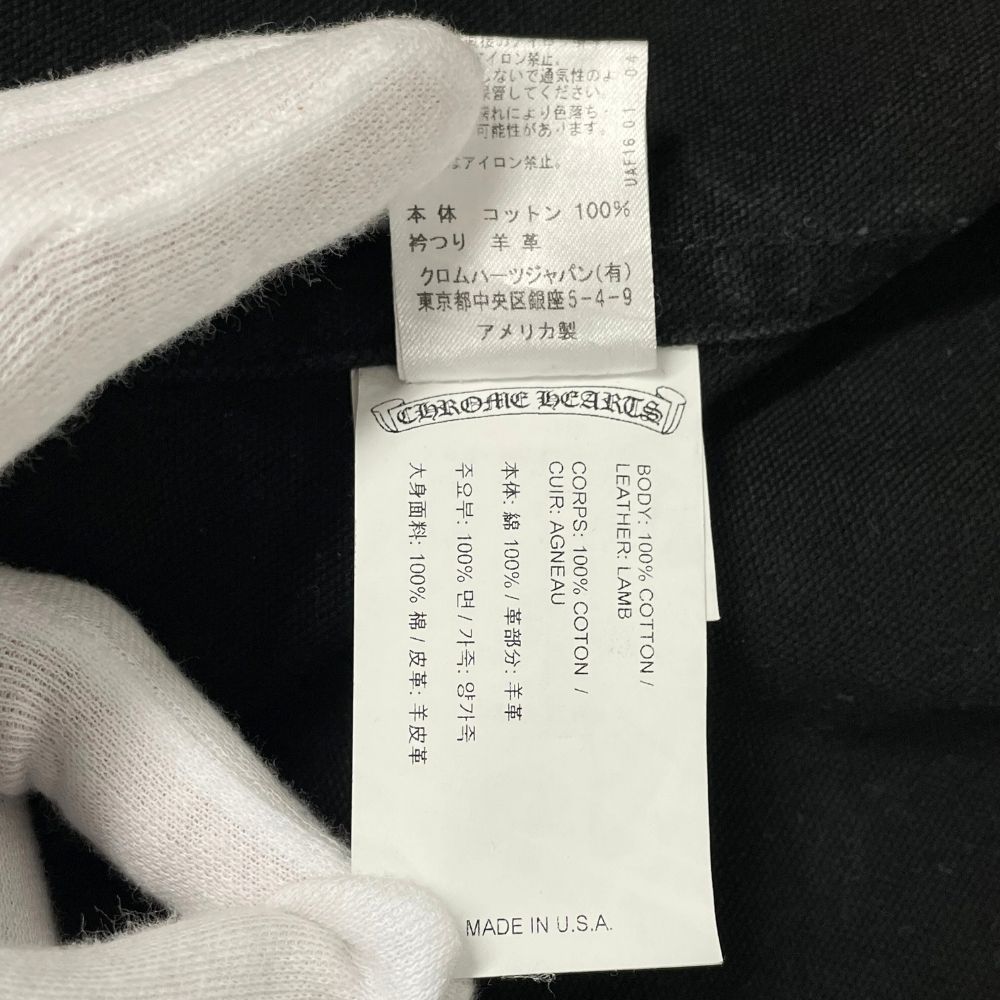 アイロン禁止。
しないで通気性のよ
保管してください。
濡れにより色落ち
可能性があります。
なアイロン禁止。
UAF16101
本体 コットン 100%
衿つり 羊革
クロムハーツジャパン(有)
東京都中央区銀座5-4-9
アメリカ製
CHROME HEARTS
BODY: 100% COTTON /
LEATHER: LAMB
CORPS: 100% COTON /
CUIR: AGNEAU
本体: 綿 100% / 革部分: 羊革
주요부: 100% 면 / 가죽: 양가죽
大身面料: 100% 棉 / 皮革: 羊皮革
MADE IN U.S.A.